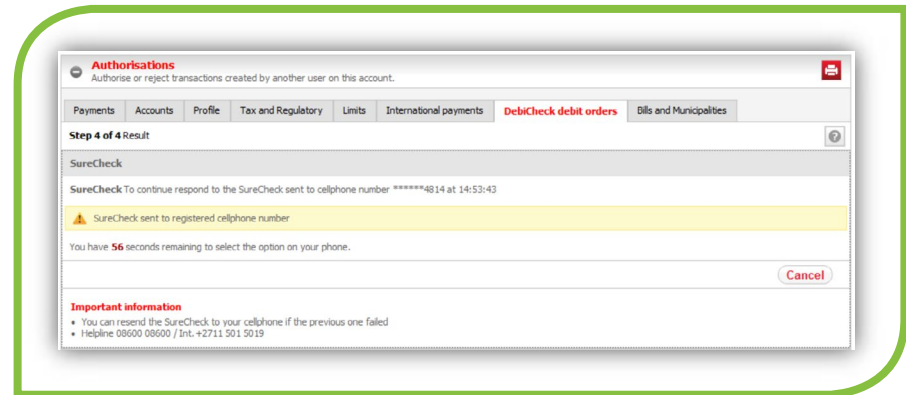 Authorisations
Authorise or reject transactions created by another user on this account.
Payments Accounts Profile Tax and Regulatory Limits International payments DebiCheck debit orders Bills and Municipalities
Step 4 of 4 Result
SureCheck
SureCheck To continue respond to the SureCheck sent to cellphone number ******4814 at 14:53:43
SureCheck sent to registered cellphone number
You have 56 seconds remaining to select the option on your phone.
Cancel
Important information
• You can resend the SureCheck to your cellphone if the previous one failed
• Helpline 08600 08600 / Int. +2711 501 5019